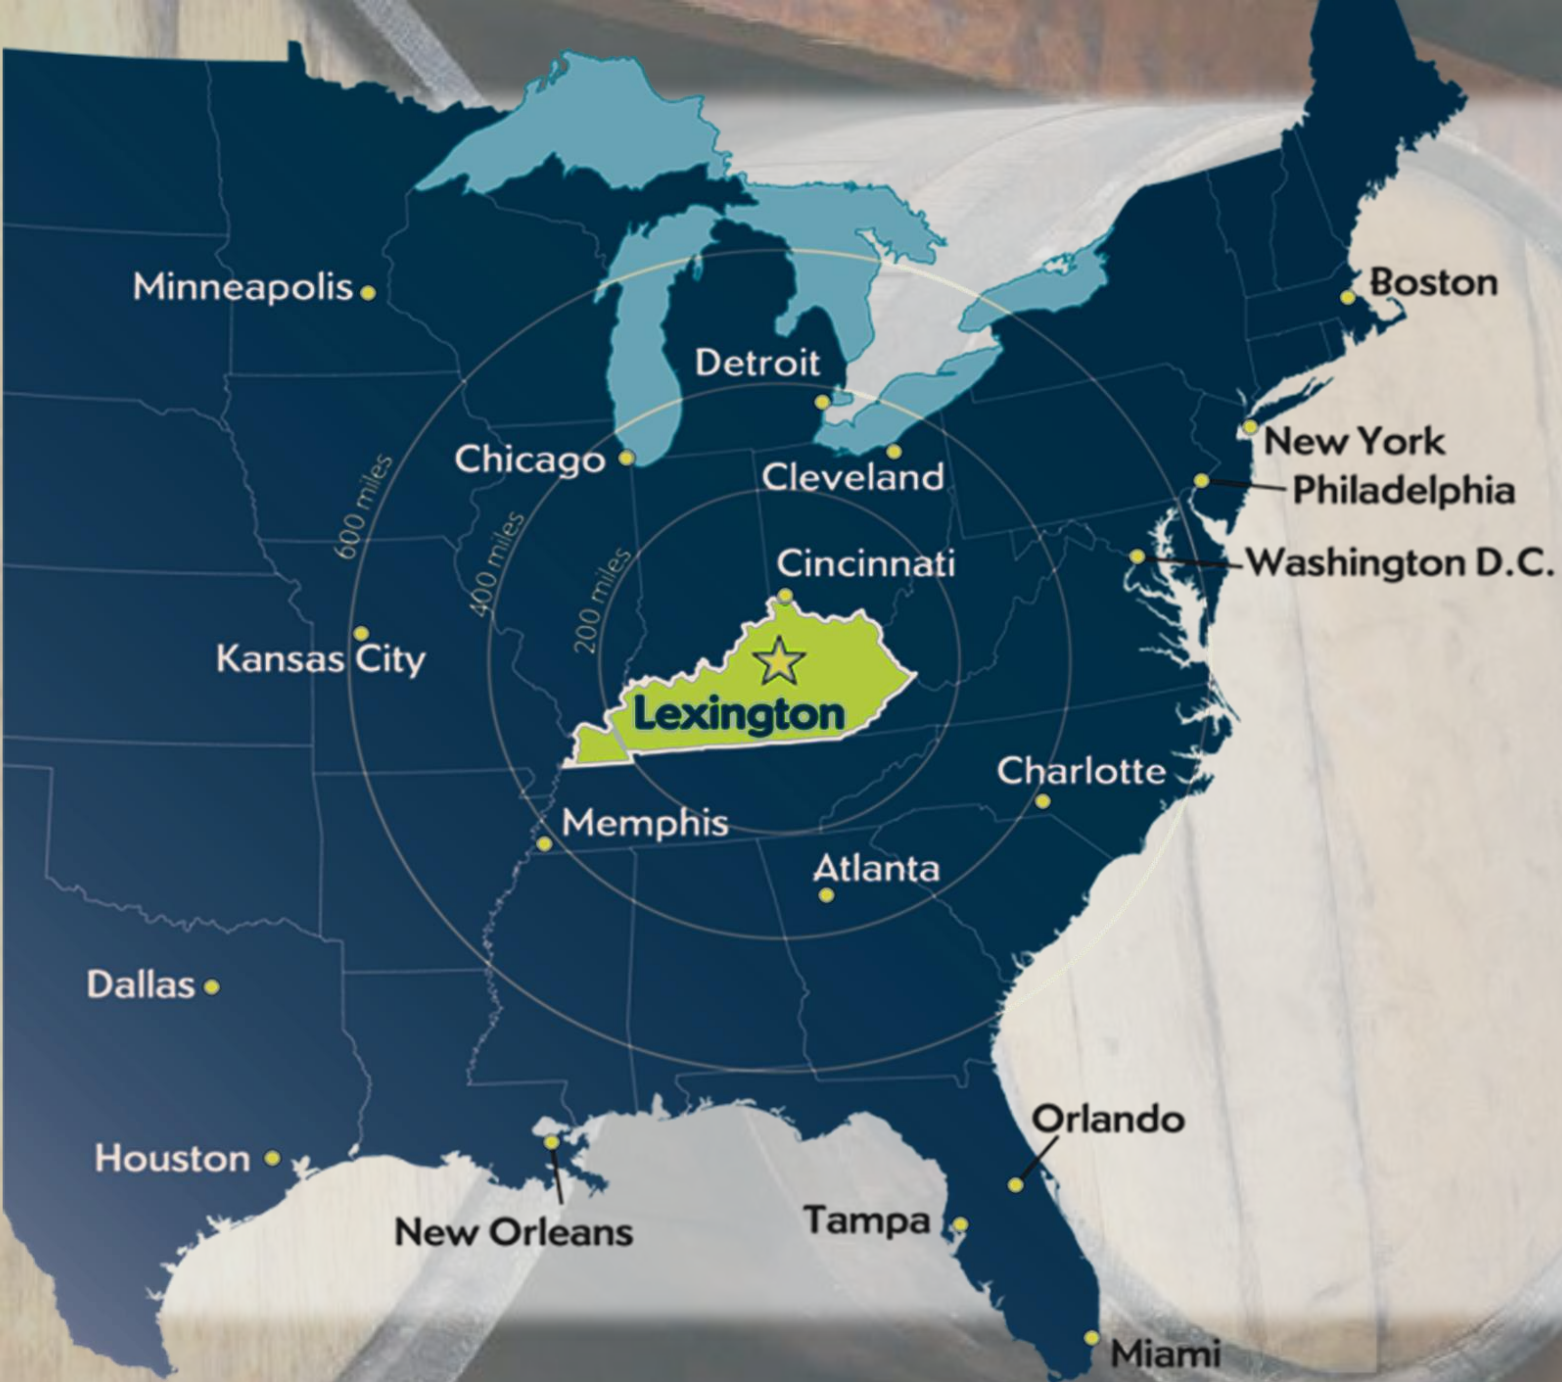 Minneapolis
Boston
Detroit
New York
Chicago
Cleveland
Philadelphia
600 miles
400 miles
200 miles
Cincinnati
Washington D.C.
Kansas City
Lexington
Charlotte
Memphis
Atlanta
Dallas
Orlando
Houston
New Orleans
Tampa
Miami